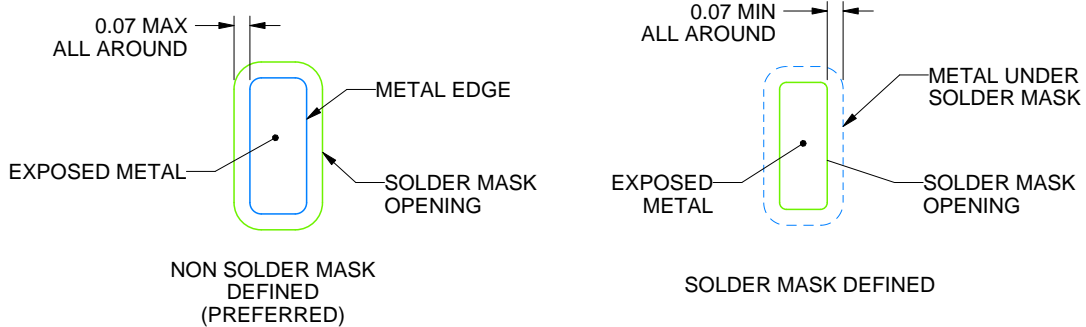 0.07 MAX
ALL AROUND
METAL EDGE
EXPOSED METAL
SOLDER MASK
OPENING
NON SOLDER MASK
DEFINED
(PREFERRED)
0.07 MIN
ALL AROUND
METAL UNDER
SOLDER MASK
EXPOSED
METAL
SOLDER MASK
OPENING
SOLDER MASK DEFINED